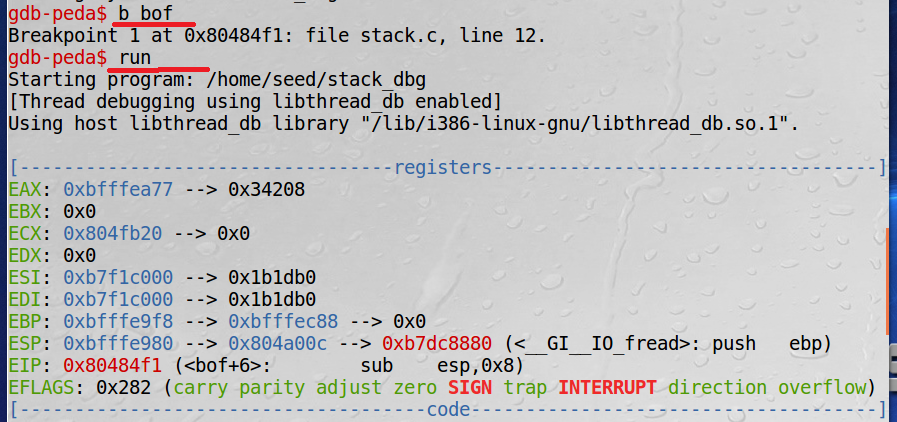 gdb-peda$ b bof
Breakpoint 1 at 0x80484f1: file stack.c, line 12.
gdb-peda$ run
Starting program: /home/seed/stack_dbg
[Thread debugging using libthread_db enabled]
Using host libthread_db library "/lib/i386-linux-gnu/libthread_db.so.1".

[----------------------------------registers-----------------------------------]
EAX: 0xbfffea77 --> 0x34208
EBX: 0x0
ECX: 0x804fb20 --> 0x0
EDX: 0x0
ESI: 0xb7f1c000 --> 0x1b1db0
EDI: 0xb7f1c000 --> 0x1b1db0
EBP: 0xbfffe9f8 --> 0xbfffec88 --> 0x0
ESP: 0xbfffe980 --> 0x804a00c --> 0xb7dc8880 (<__GI__IO_fread>: push   ebp)
EIP: 0x80484f1 (<bof+6>:        sub    esp,0x8)
EFLAGS: 0x282 (carry parity adjust zero SIGN trap INTERRUPT direction overflow)
[-------------------------------------code-------------------------------------]